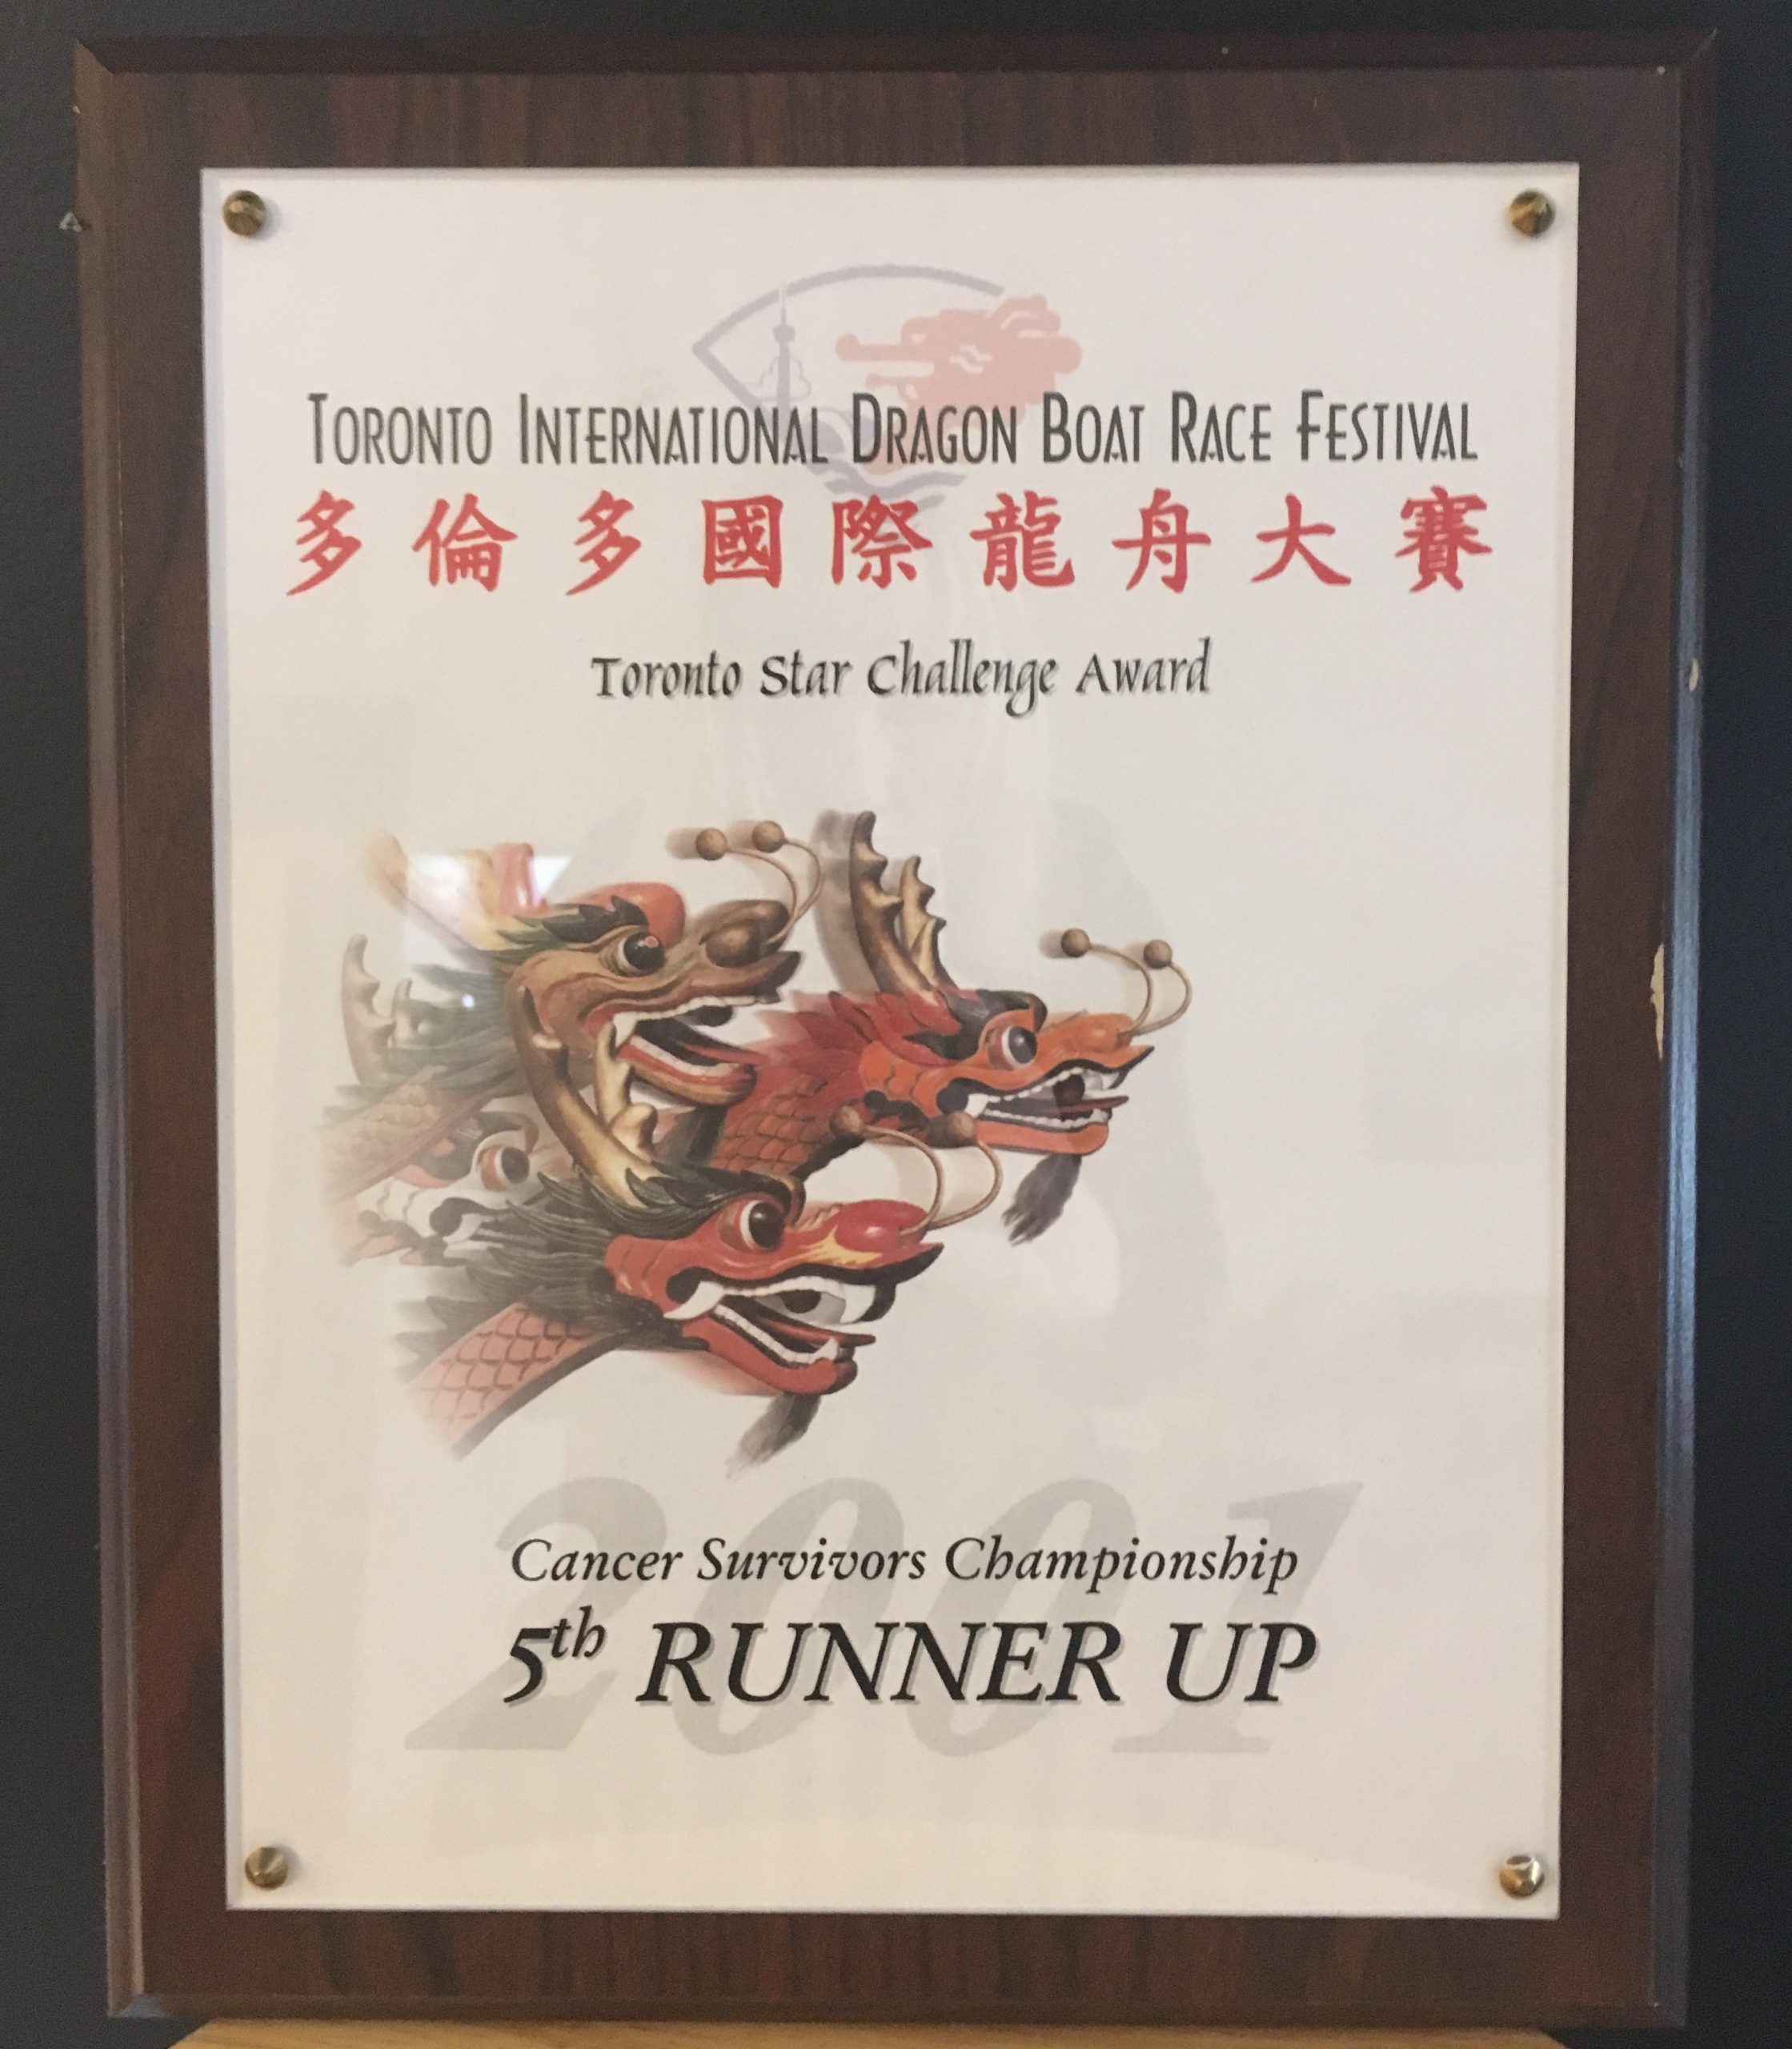 TORONTO INTERNATIONAL DRAGON BOAT RACE FESTIVAL
多倫多國際龍舟大賽
Toronto Star Challenge Award
2001
Cancer Survivors Championship
5th RUNNER UP